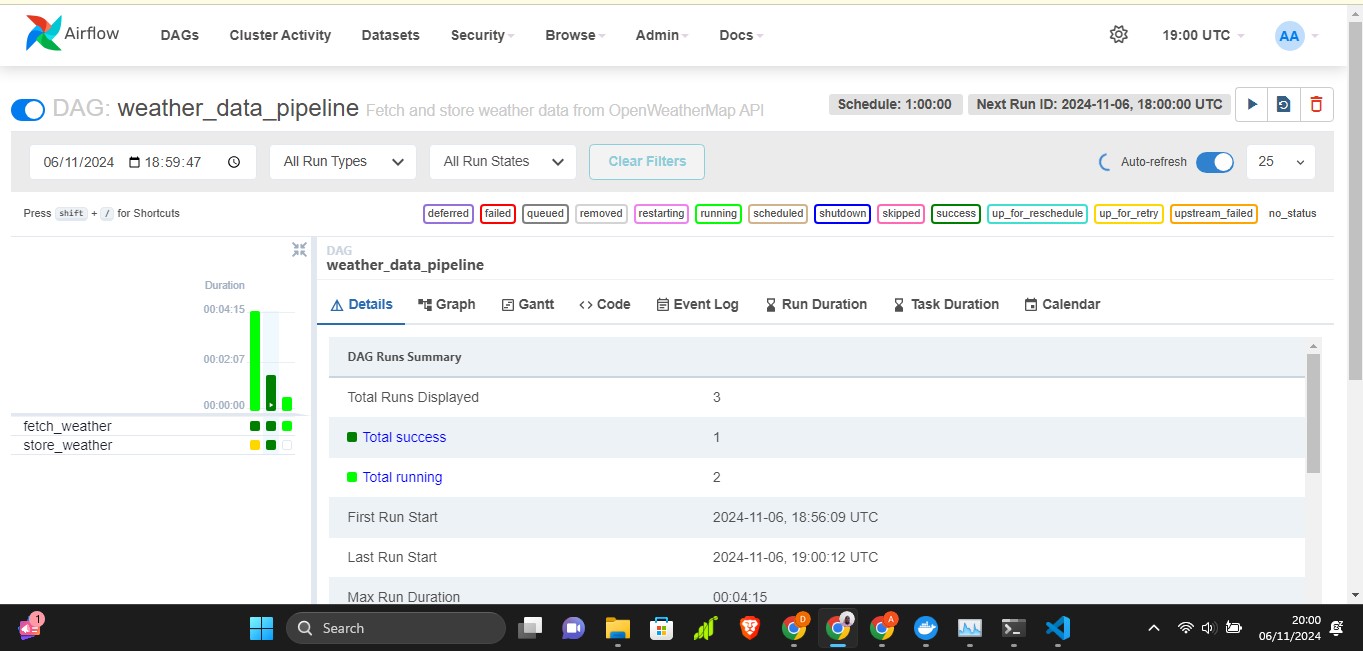 Airflow DAGs Cluster Activity Datasets Security Browse Admin Docs 19:00 UTC AA
DAG: weather_data_pipeline Fetch and store weather data from OpenWeatherMap API Schedule: 1:00:00 Next Run ID: 2024-11-06, 18:00:00 UTC
06/11/2024 18:59:47 All Run Types All Run States Clear Filters Auto-refresh 25
Press shift + / for Shortcuts deferred failed queued removed restarting running scheduled shutdown skipped success up_for_reschedule up_for_retry upstream_failed no_status
DAG
weather_data_pipeline
Duration
00:04:15
00:02:07
00:00:00
fetch_weather
store_weather
Details Graph Gantt <> Code Event Log Run Duration Task Duration Calendar
DAG Runs Summary
Total Runs Displayed 3
Total success 1
Total running 2
First Run Start 2024-11-06, 18:56:09 UTC
Last Run Start 2024-11-06, 19:00:12 UTC
Max Run Duration 00:04:15
1 Search D A 20:00
06/11/2024